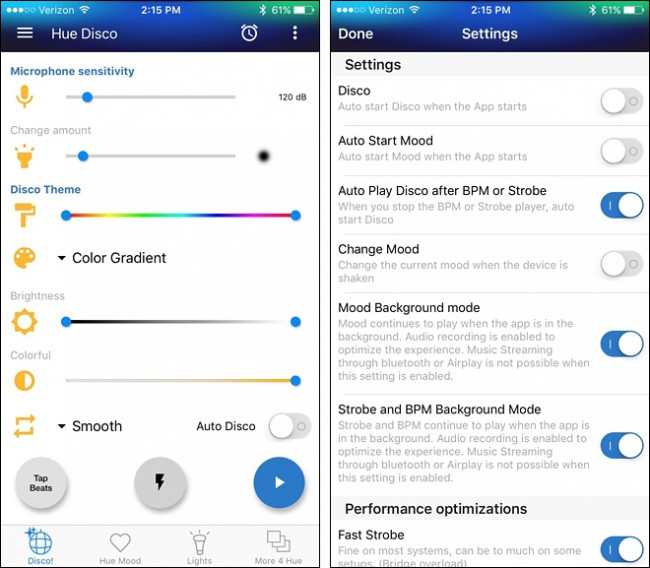 Verizon 2:15 PM 61%
Hue Disco
Microphone sensitivity
120 dB
Change amount
Disco Theme
Color Gradient
Brightness
Colorful
Smooth Auto Disco
Tap
Beats
Disco! Hue Mood Lights More 4 Hue
Verizon 2:15 PM 61%
Done Settings
Settings
Disco
Auto start Disco when the App starts
Auto Start Mood
Auto start Mood when the App starts
Auto Play Disco after BPM or Strobe
When you stop the BPM or Strobe player, auto
start Disco
Change Mood
Change the current mood when the device is
shaken
Mood Background mode
Mood continues to play when the app is in the
background. Audio recording is enabled to
optimize the experience. Music Streaming
through bluetooth or Airplay is not possible when
this setting is enabled.
Strobe and BPM Background Mode
Strobe and BPM continue to play when the app is
in the background. Audio recording is enabled to
optimize the experience. Music Streaming
through bluetooth or Airplay is not possible when
this setting is enabled.
Performance optimizations
Fast Strobe
Fine on most systems, can be to much on some
setups. (Bridge overload)